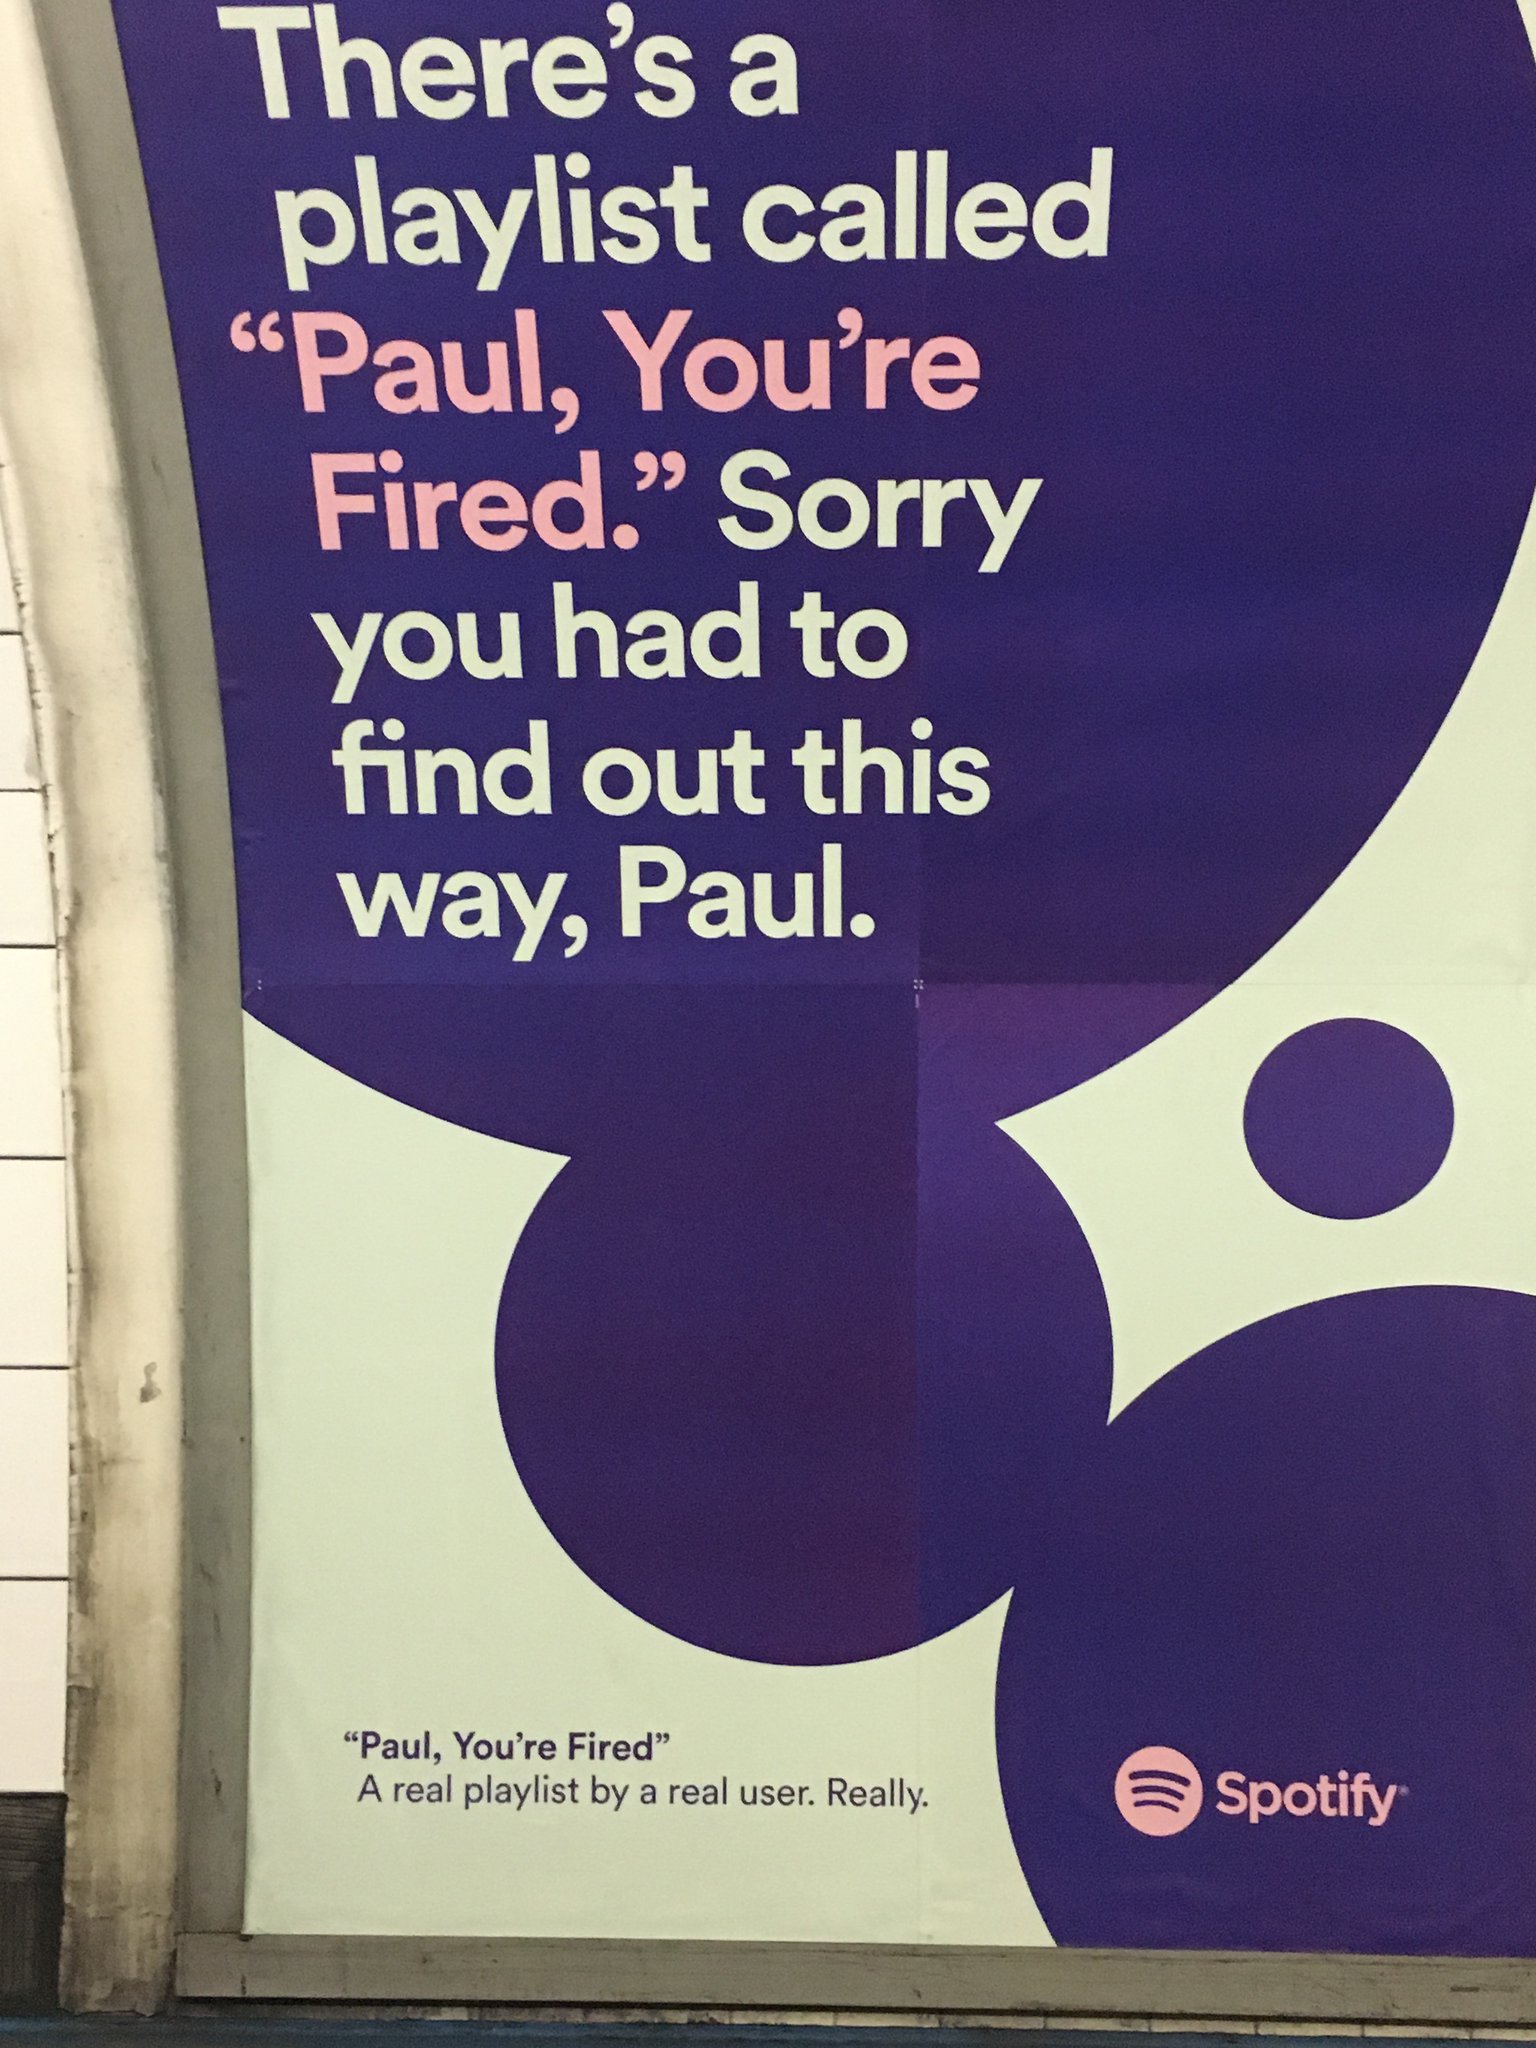 There’s a
playlist called
“Paul, You’re
Fired.” Sorry
you had to
find out this
way, Paul.
“Paul, You’re Fired”
A real playlist by a real user. Really.
Spotify